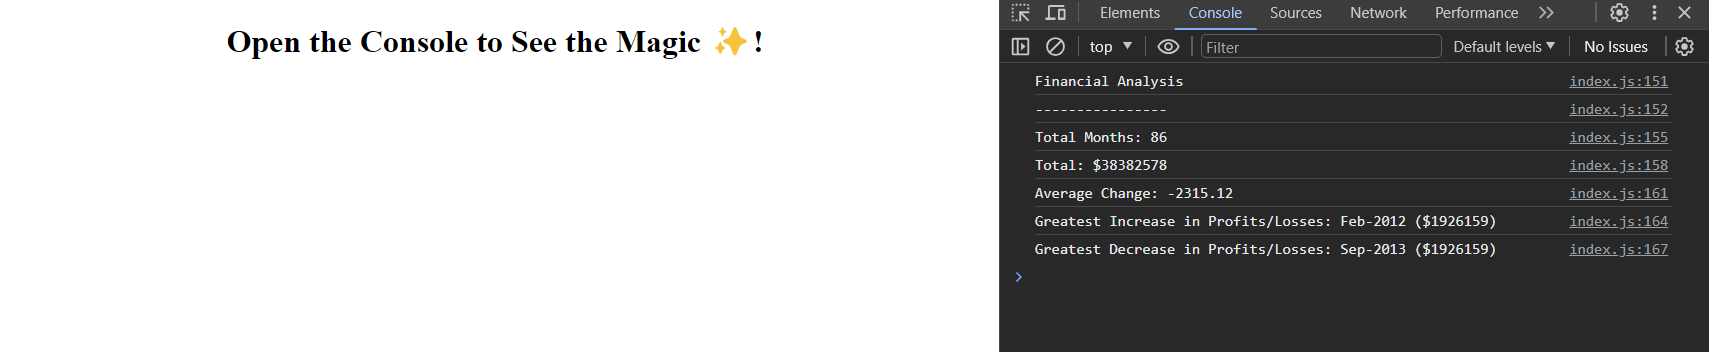 Open the Console to See the Magic ✨!
Elements Console Sources Network Performance
top Filter Default levels No Issues
Financial Analysis index.js:151
---------------- index.js:152
Total Months: 86 index.js:155
Total: $38382578 index.js:158
Average Change: -2315.12 index.js:161
Greatest Increase in Profits/Losses: Feb-2012 ($1926159) index.js:164
Greatest Decrease in Profits/Losses: Sep-2013 ($1926159) index.js:167